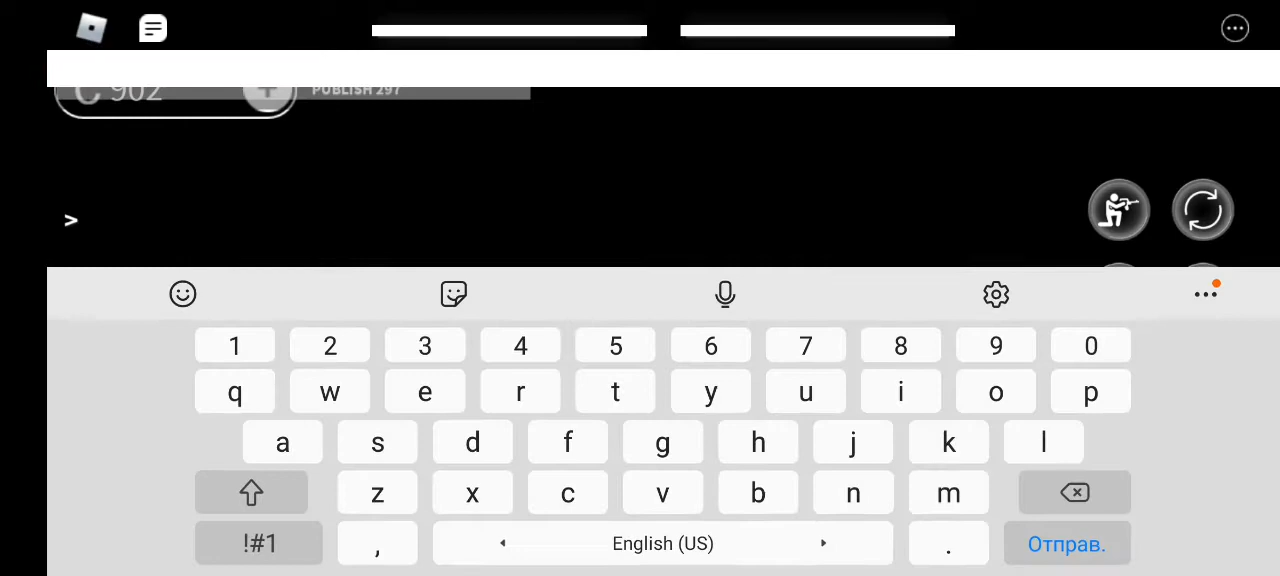 C 902
PUBLISH 297
>
1 2 3 4 5 6 7 8 9 0
q w e r t y u i o p
a s d f g h j k l
z x c v b n m
!#1 , English (US) . Отправ.